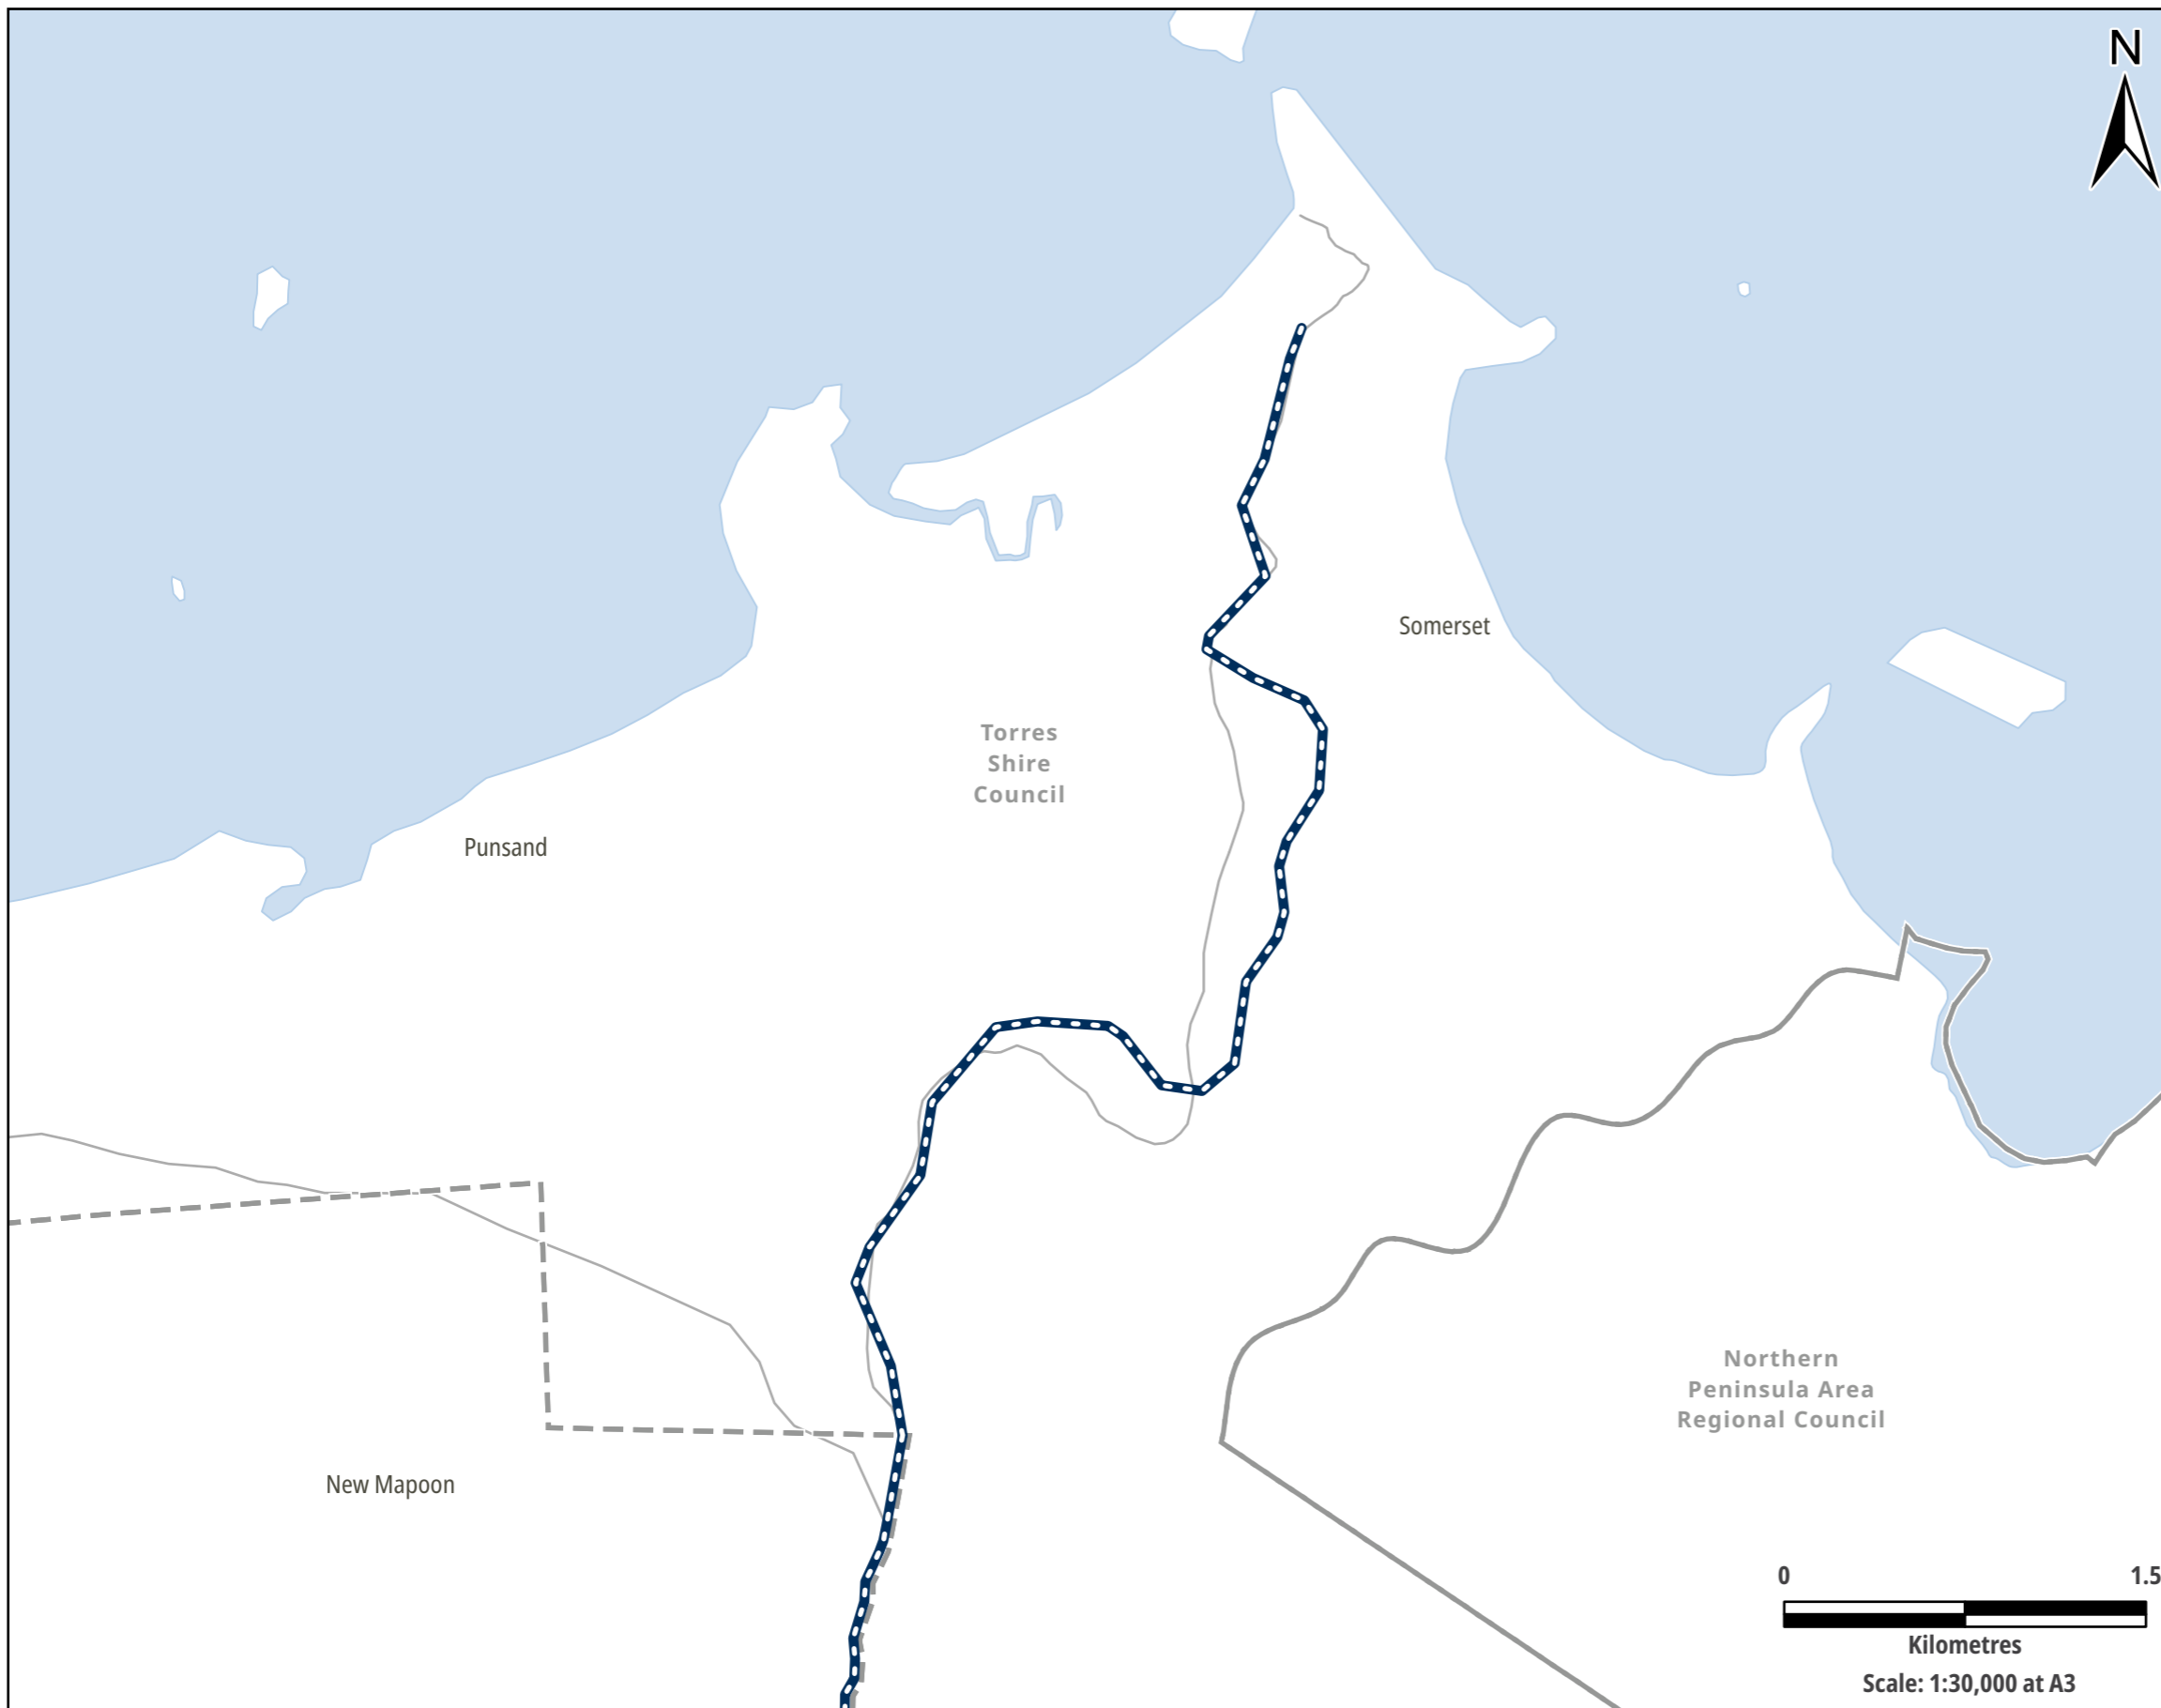 N
Somerset
Torres
Shire
Council
Punsand
Northern
Peninsula Area
Regional Council
New Mapoon
0 1.5
Kilometres
Scale: 1:30,000 at A3